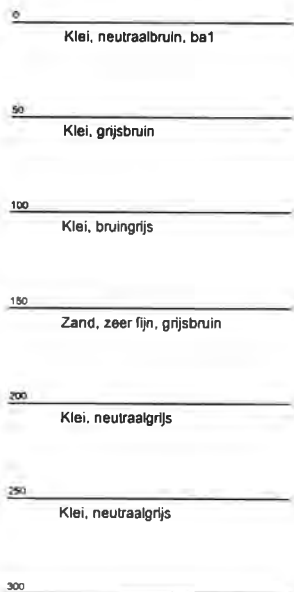 0
Klei, neutraalbruin, ba1
50
Klei, grijsbruin
100
Klei, bruingrijs
150
Zand, zeer fijn, grijsbruin
200
Klei, neutraalgrijs
250
Klei, neutraalgrijs
300